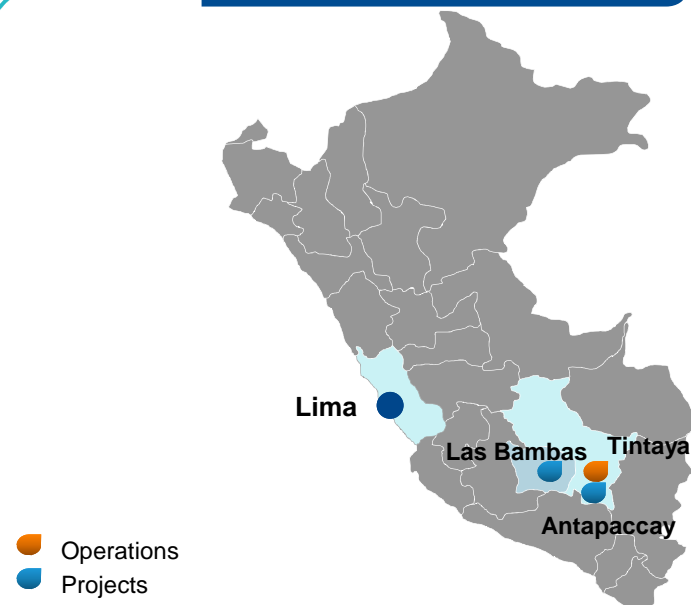 Lima
Las Bambas
Tintaya
Antapaccay
Operations
Projects